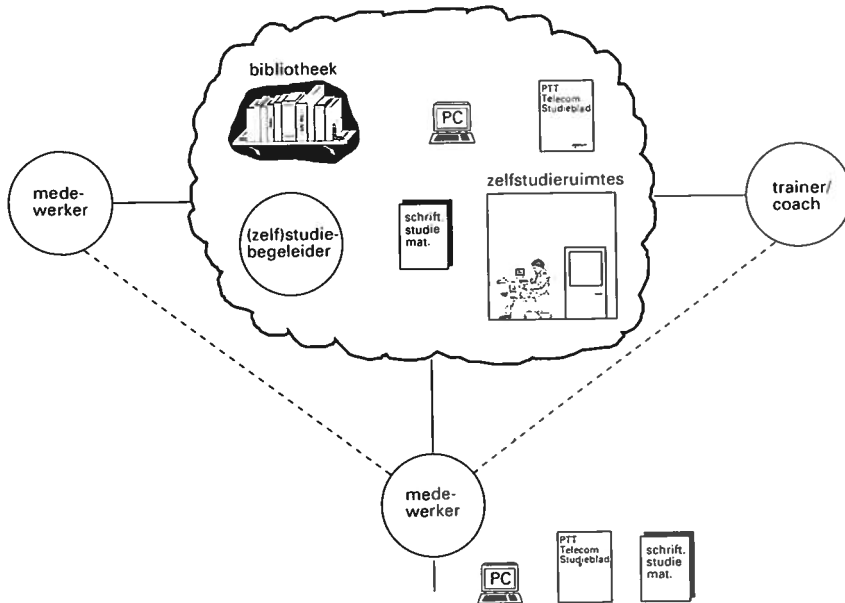 bibliotheek
PC
PTT
Telecom
Studieblad
mede-
werker
(zelf)studie-
begeleider
schrift.
studie
mat.
zelfstudieruimtes
trainer/
coach
mede-
werker
PC
PTT
Telecom
Studieblad
schrift.
studie
mat.